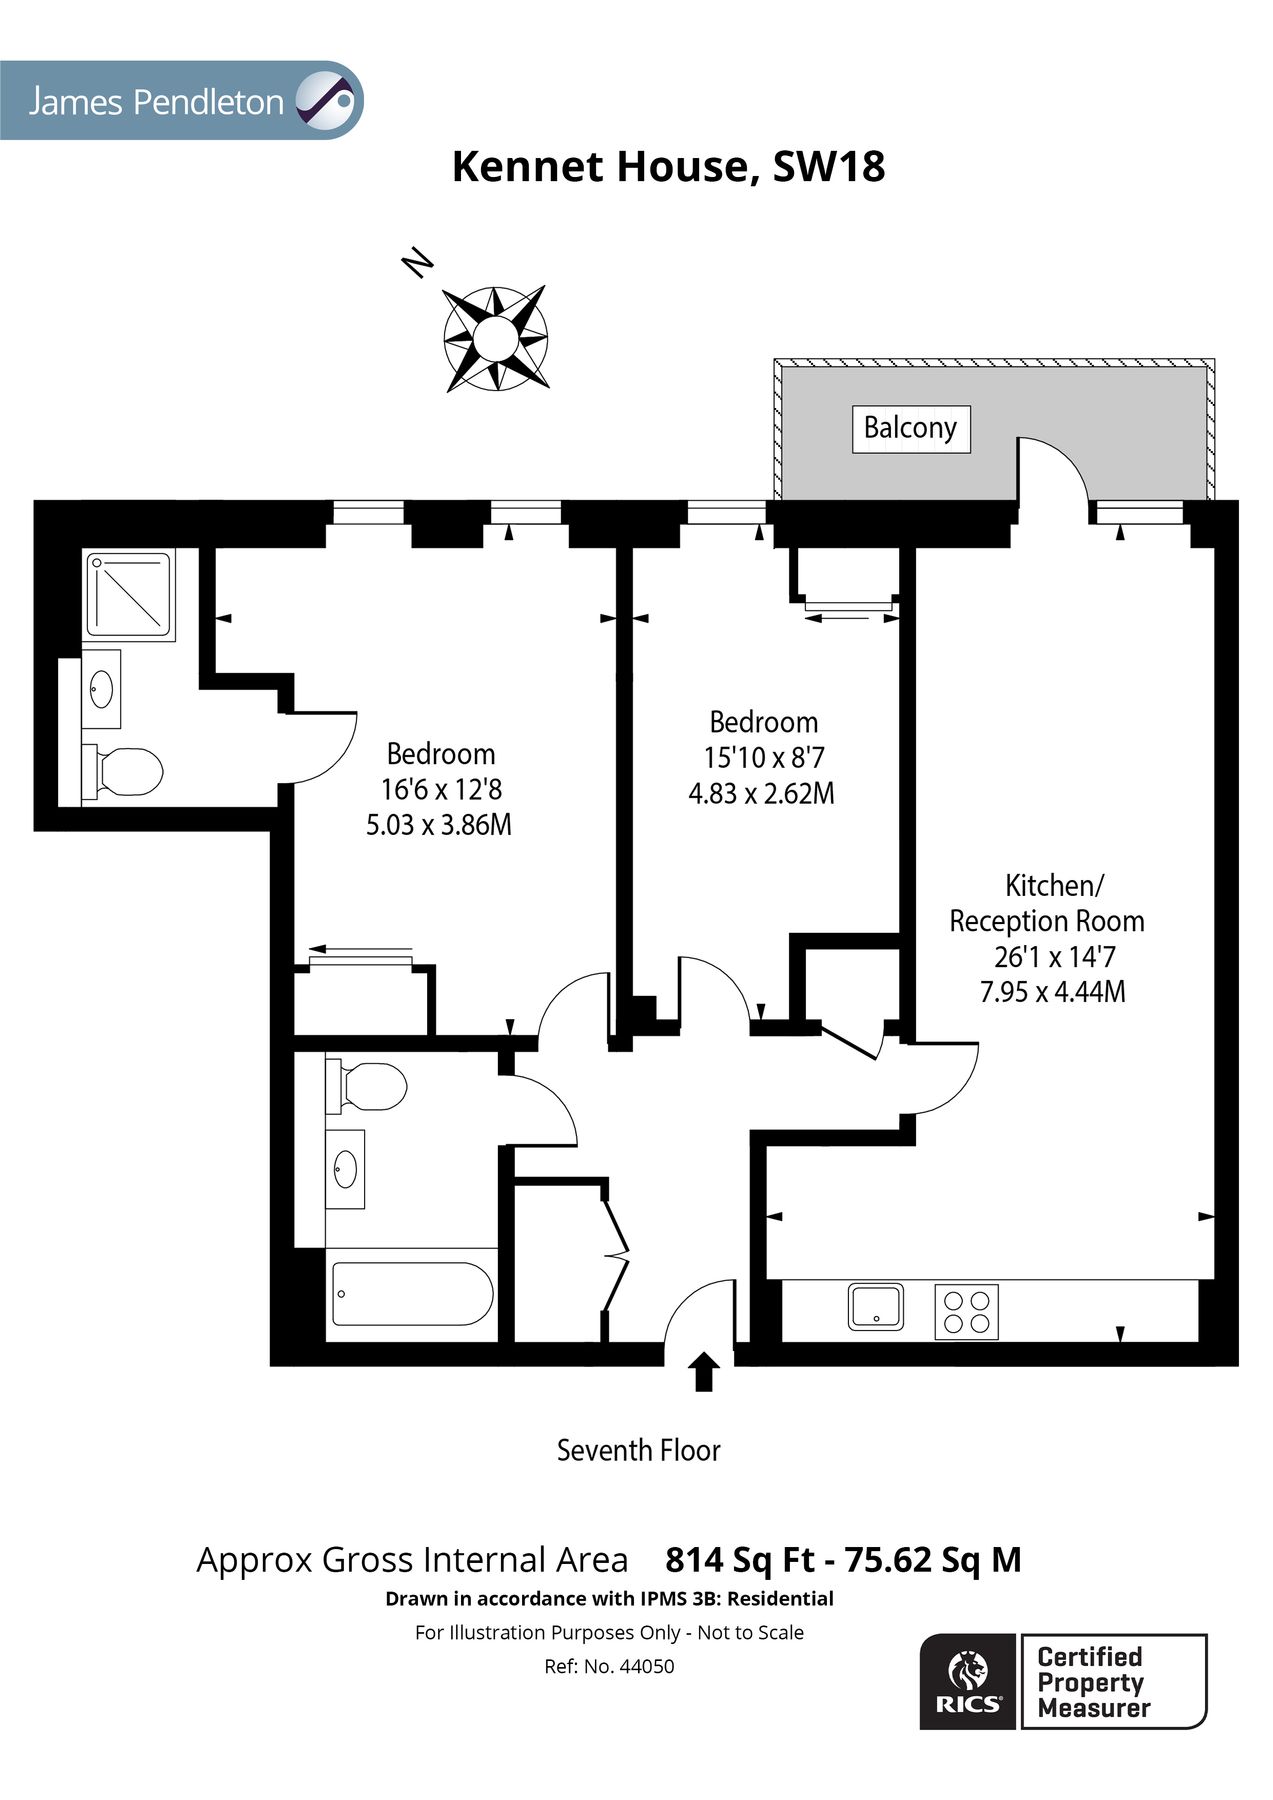 James Pendleton
Kennet House, SW18
N
Balcony
Bedroom
16'6 x 12'8
5.03 x 3.86M
Bedroom
15'10 x 8'7
4.83 x 2.62M
Kitchen/
Reception Room
26'1 x 14'7
7.95 x 4.44M
Seventh Floor
Approx Gross Internal Area 814 Sq Ft - 75.62 Sq M
Drawn in accordance with IPMS 3B: Residential
For Illustration Purposes Only - Not to Scale
Ref: No. 44050
RICS®
Certified
Property
Measurer